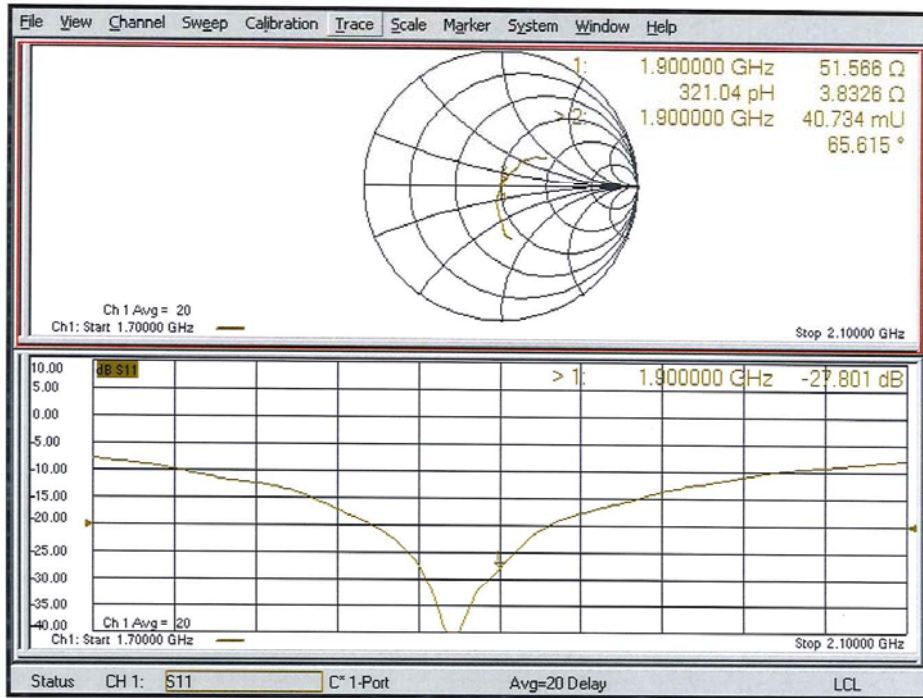 File View Channel Sweep Calibration Trace Scale Marker System Window Help
1: 1.900000 GHz 51.566 Ω
321.04 pH 3.8326 Ω
> 2: 1.900000 GHz 40.734 mU
65.615 °
Ch 1 Avg = 20
Ch1: Start 1.70000 GHz
Stop 2.10000 GHz
10.00
dB S11
> 1: 1.900000 GHz -27.801 dB
5.00
0.00
-5.00
-10.00
-15.00
-20.00
-25.00
-30.00
-35.00
-40.00
Ch 1 Avg = 20
Ch1: Start 1.70000 GHz
Stop 2.10000 GHz
Status CH 1: S11 C* 1-Port Avg=20 Delay LCL